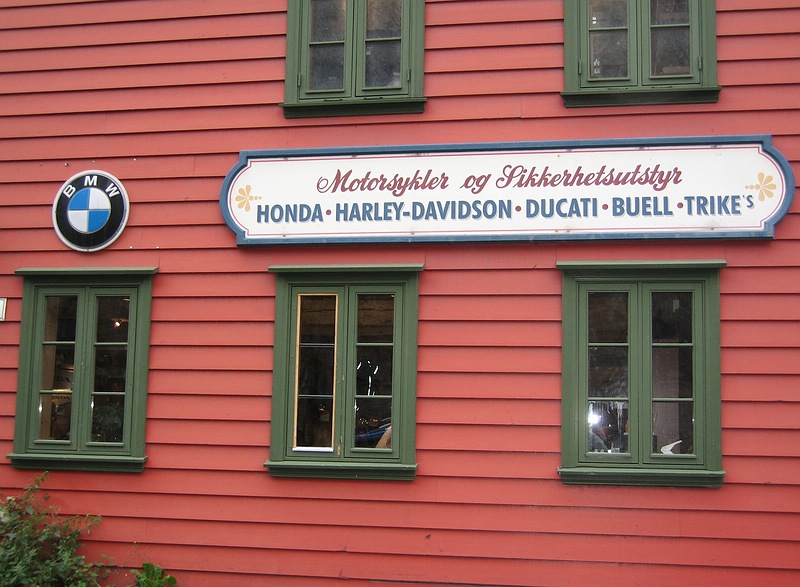 BMW
Motorsykler og Sikkerhetsutstyr
HONDA • HARLEY-DAVIDSON • DUCATI • BUELL • TRIKE`S